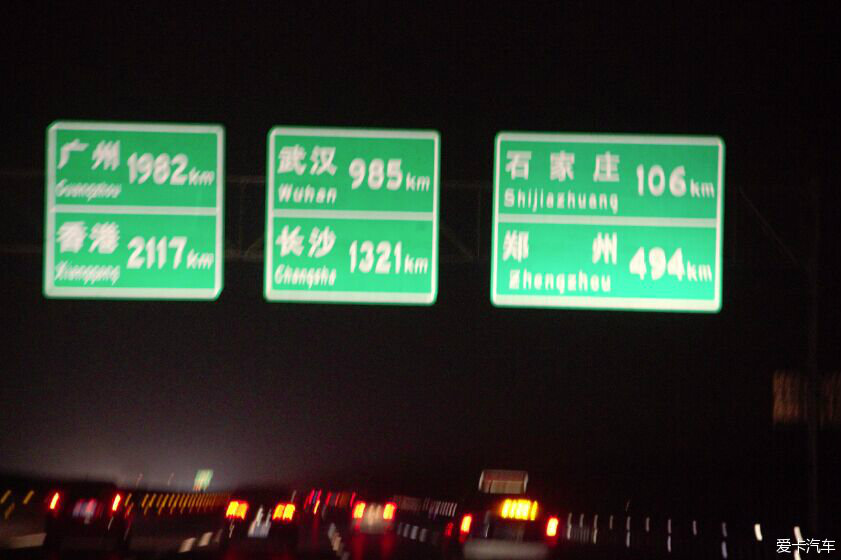 广州 1982km
Guangzhou
香港 2117km
Xianggang
武汉 985km
Wuhan
长沙 1321km
Changsha
石家庄 106km
Shijiazhuang
郑州 494km
Zhengzhou
爱卡汽车